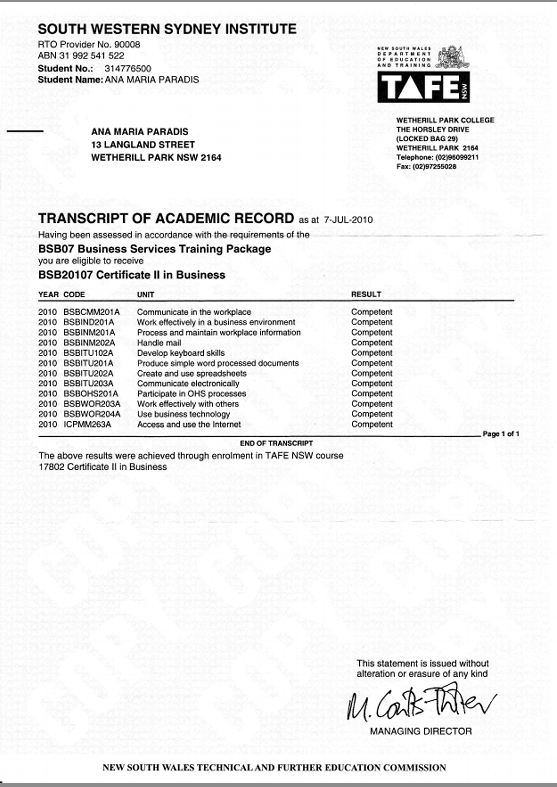 SOUTH WESTERN SYDNEY INSTITUTE
RTO Provider No. 90008
ABN 31 992 541 522
Student No.: 314776500
Student Name: ANA MARIA PARADIS
NEW SOUTH WALES
DEPARTMENT
OF EDUCATION
AND TRAINING
TAFE NSW
WETHERILL PARK COLLEGE
THE HORSLEY DRIVE
(LOCKED BAG 29)
WETHERILL PARK 2164
Telephone: (02)96099211
Fax: (02)97255028
ANA MARIA PARADIS
13 LANGLAND STREET
WETHERILL PARK NSW 2164
TRANSCRIPT OF ACADEMIC RECORD as at 7-JUL-2010
Having been assessed in accordance with the requirements of the
BSB07 Business Services Training Package
you are eligible to receive
BSB20107 Certificate II in Business
YEAR CODE UNIT RESULT
2010 BSBCMM201A Communicate in the workplace Competent
2010 BSBIND201A Work effectively in a business environment Competent
2010 BSBINM201A Process and maintain workplace information Competent
2010 BSBINM202A Handle mail Competent
2010 BSBITU102A Develop keyboard skills Competent
2010 BSBITU201A Produce simple word processed documents Competent
2010 BSBITU202A Create and use spreadsheets Competent
2010 BSBITU203A Communicate electronically Competent
2010 BSBOHS201A Participate in OHS processes Competent
2010 BSBWOR203A Work effectively with others Competent
2010 BSBWOR204A Use business technology Competent
2010 ICPMM263A Access and use the Internet Competent
Page 1 of 1
END OF TRANSCRIPT
The above results were achieved through enrolment in TAFE NSW course
17802 Certificate II in Business
COPY COPY
This statement is issued without
alteration or erasure of any kind
MANAGING DIRECTOR
NEW SOUTH WALES TECHNICAL AND FURTHER EDUCATION COMMISSION